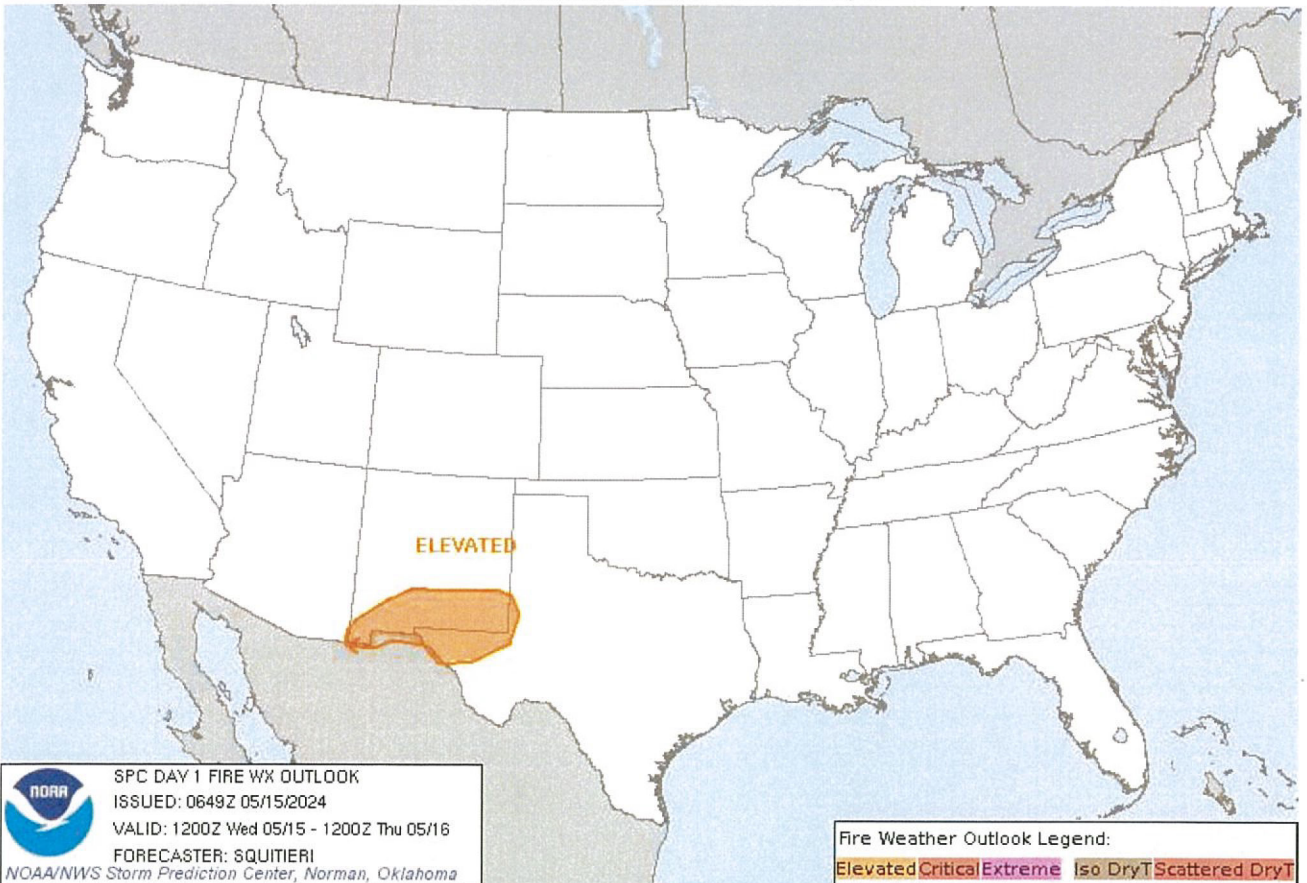 ELEVATED
NOAA
SPC DAY 1 FIRE WX OUTLOOK
ISSUED: 0649Z 05/15/2024
VALID: 1200Z Wed 05/15 - 1200Z Thu 05/16
FORECASTER: SQUITIERI
NOAA/NWS Storm Prediction Center, Norman, Oklahoma
Fire Weather Outlook Legend:
Elevated Critical Extreme Iso DryT Scattered DryT